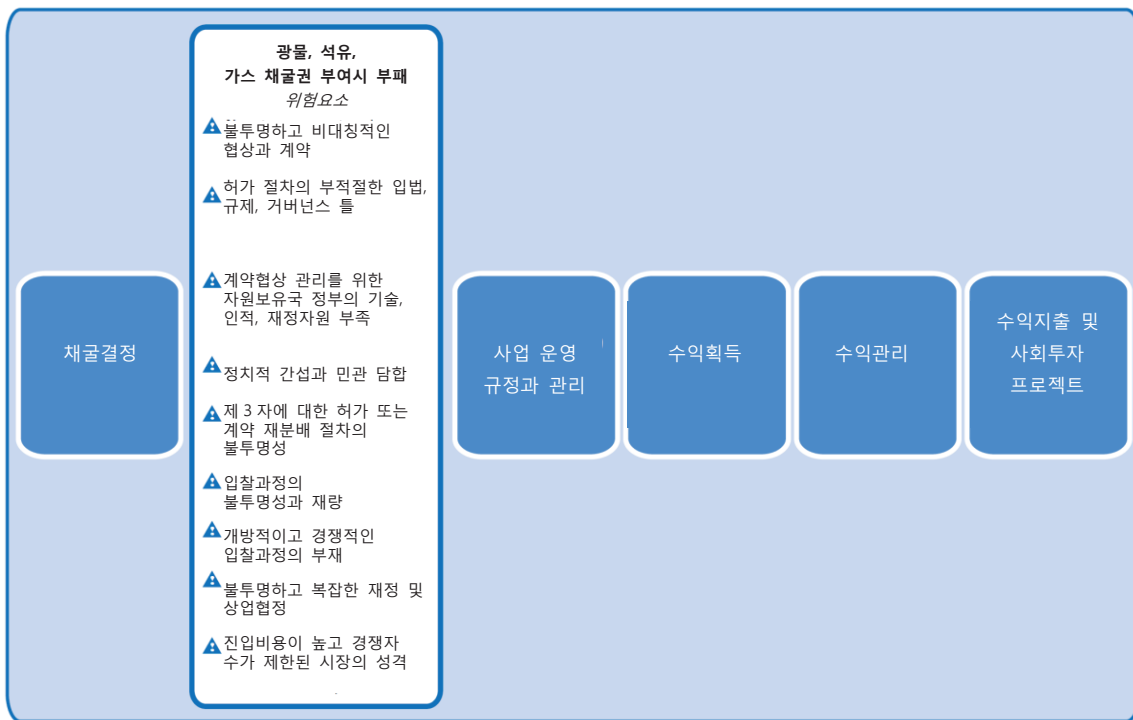 채굴결정
광물, 석유,
가스 채굴권 부여시 부패
위험요소
불투명하고 비대칭적인
협상과 계약
허가 절차의 부적절한 입법,
규제, 거버넌스 틀
계약협상 관리를 위한
자원보유국 정부의 기술,
인적, 재정자원 부족
정치적 간섭과 민관 담합
제 3 자에 대한 허가 또는
계약 재분배 절차의
불투명성
입찰과정의
불투명성과 재량
개방적이고 경쟁적인
입찰과정의 부재
불투명하고 복잡한 재정 및
상업협정
진입비용이 높고 경쟁자
수가 제한된 시장의 성격
사업 운영
규정과 관리
수익획득
수익관리
수익지출 및
사회투자
프로젝트